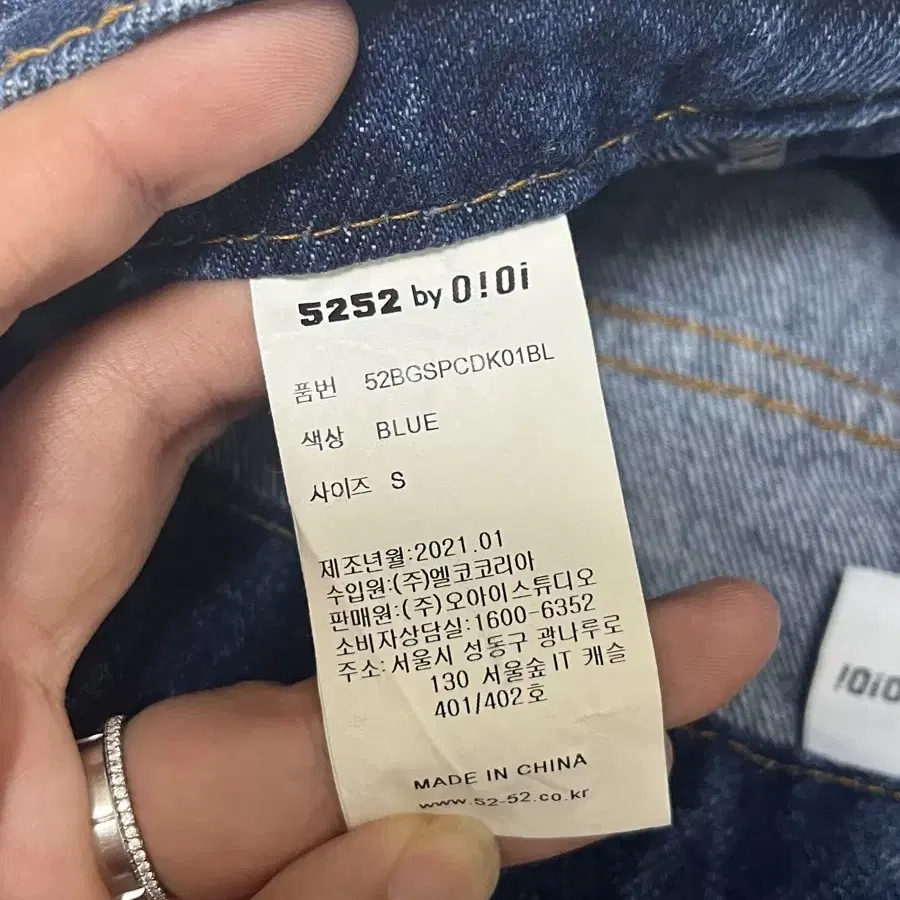 5252 by O!Oi
품번 52BGSPCDK01BL
색상 BLUE
사이즈 S
제조년월:2021.01
수입원:(주)엘코코리아
판매원:(주)오아이스튜디오
소비자상담실:1600-6352
주소:서울시 성동구 광나루로
130 서울숲 IT 캐슬
401/402호
MADE IN CHINA
www.52-52.co.kr